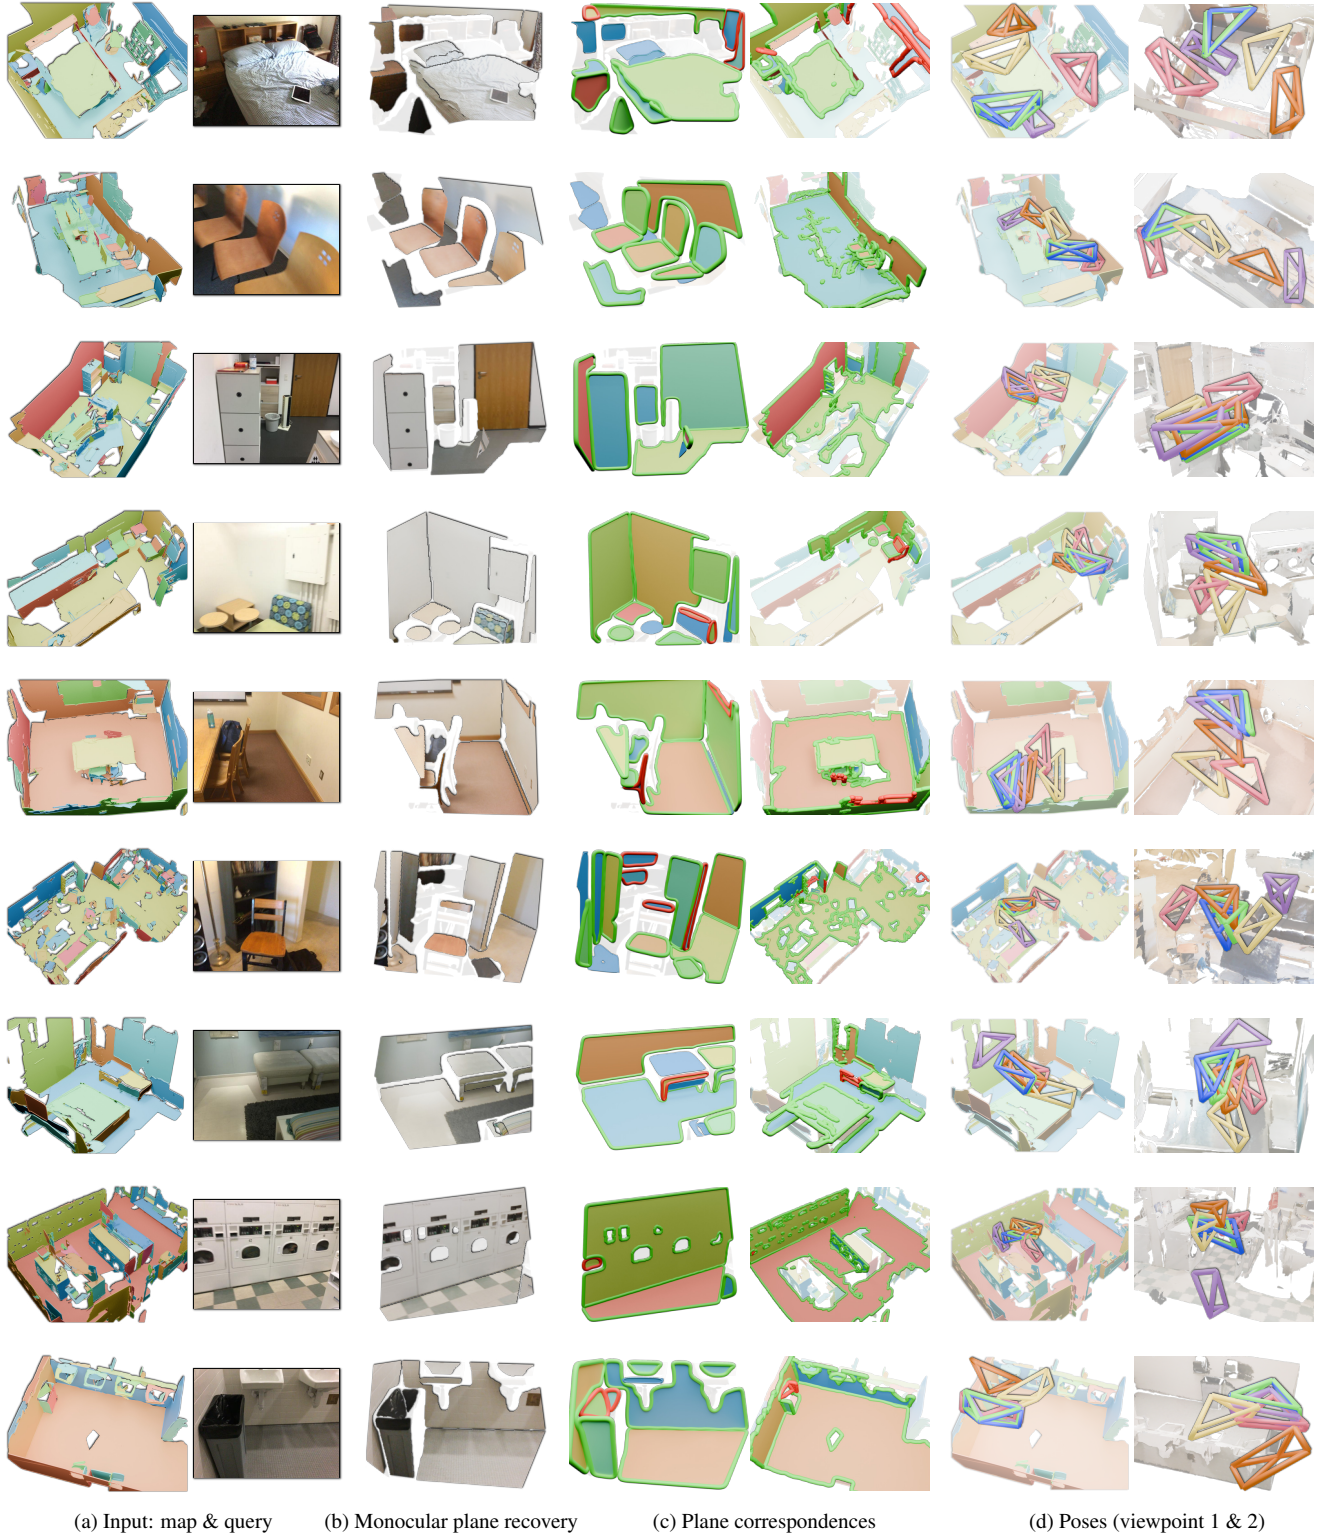 (a) Input: map & query
(b) Monocular plane recovery
(c) Plane correspondences
(d) Poses (viewpoint 1 & 2)